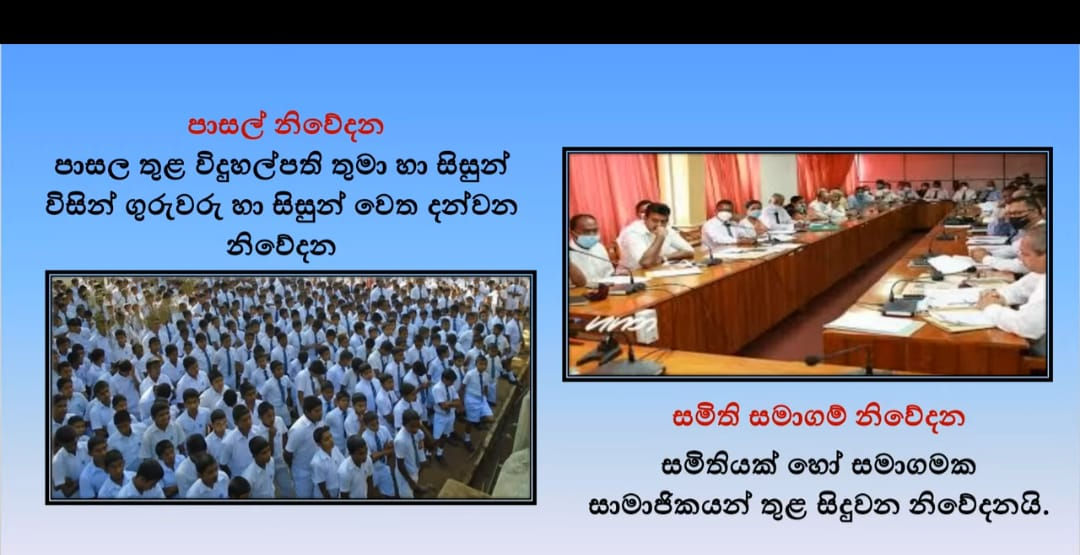 පාසල් නිවේදන
පාසල තුළ විදුහල්පති තුමා හා සිසුන්
විසින් ගුරුවරු හා සිසුන් වෙත දන්වන
නිවේදන
සමිති සමාගම් නිවේදන
සමිතියක් හෝ සමාගමක
සාමාජිකයන් තුළ සිදුවන නිවේදනයි.